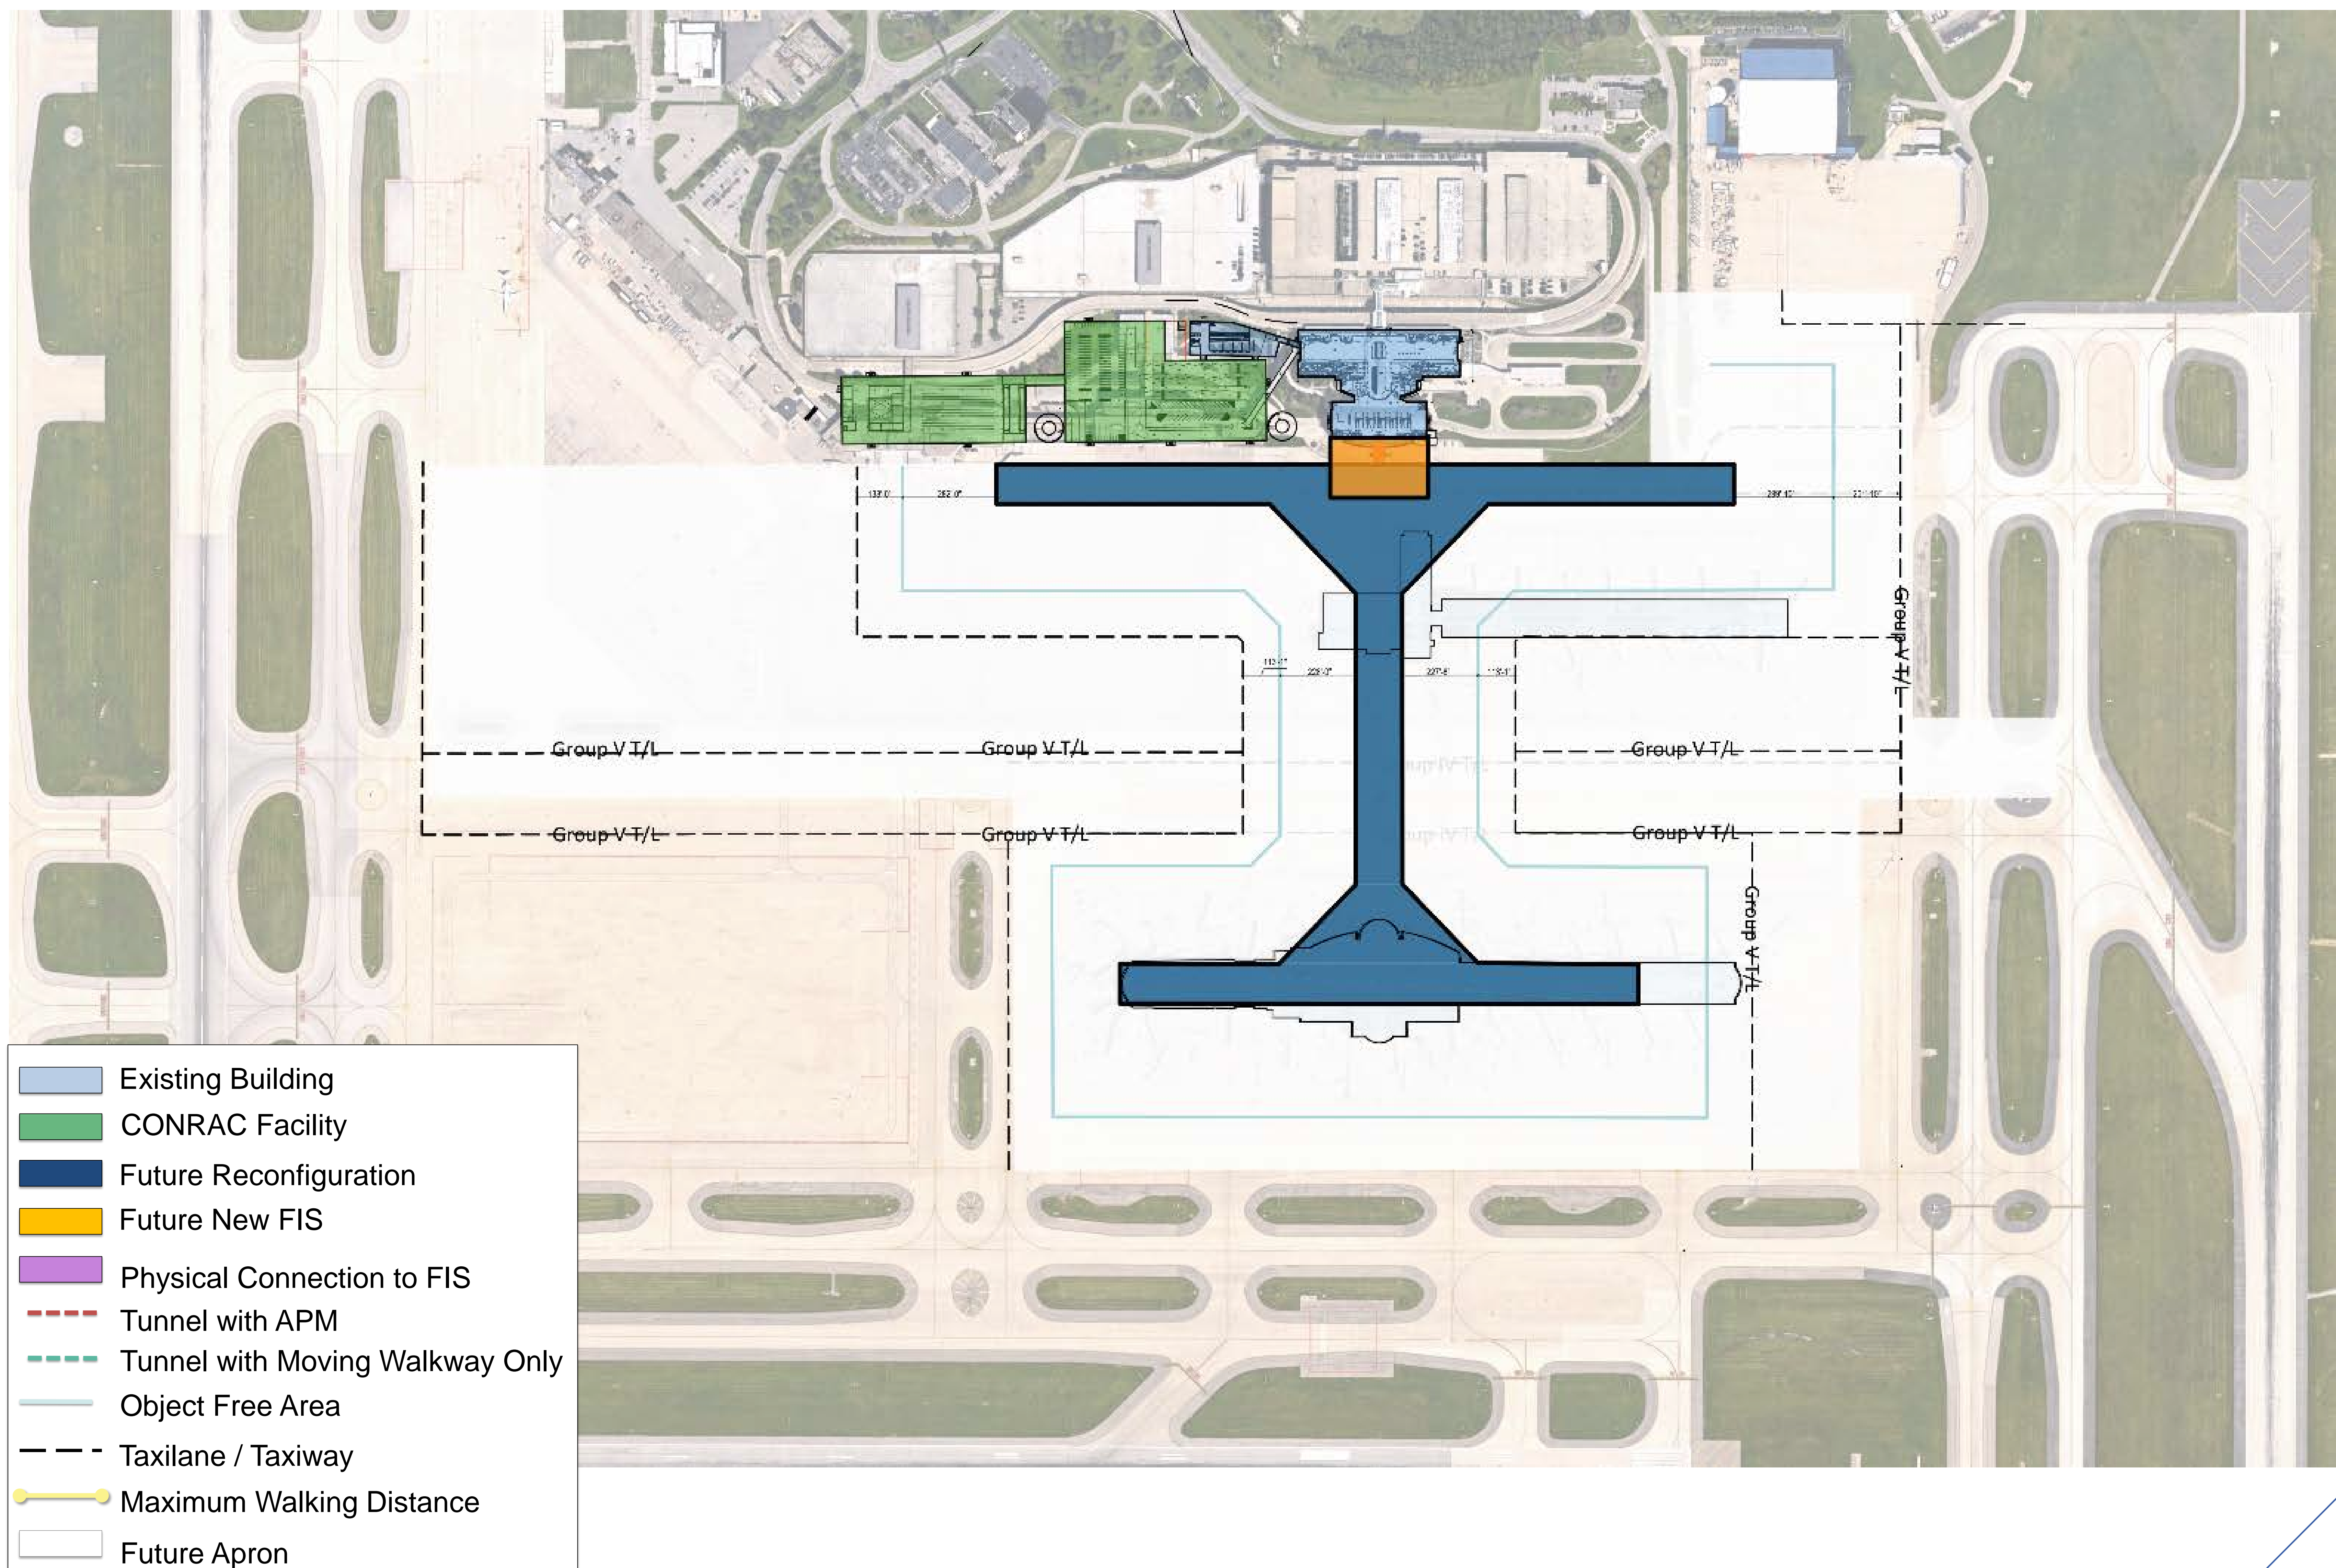 Group V T/L
Group V T/L
Group V T/L
Group V T/L
Group V T/L
Group V T/L
Group V T/L
Group V T/L
Existing Building
CONRAC Facility
Future Reconfiguration
Future New FIS
Physical Connection to FIS
Tunnel with APM
Tunnel with Moving Walkway Only
Object Free Area
Taxilane / Taxiway
Maximum Walking Distance
Future Apron